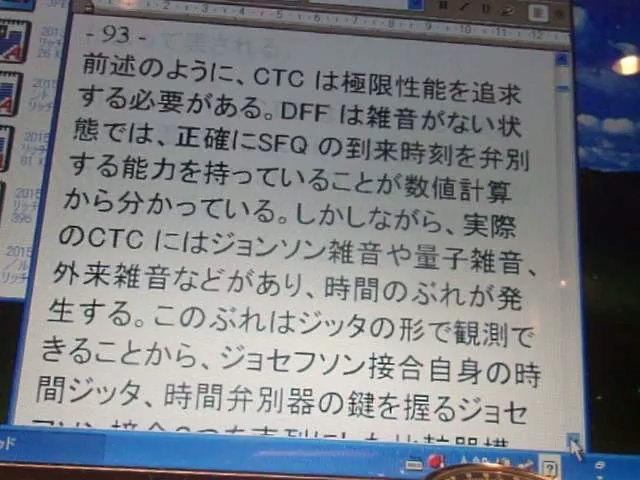 - 93 -
前述のように、CTC は極限性能を追求
する必要がある。DFF は雑音がない状
態では、正確にSFQ の到来時刻を弁別
する能力を持っていることが数値計算
から分かっている。しかしながら、実際
のCTC にはジョンソン雑音や量子雑音、
外来雑音などがあり、時間のぶれが発
生する。このぶれはジッタの形で観測で
きることから、ジョセフソン接合自身の時
間ジッタ、時間弁別器の鍵を握るジョセ